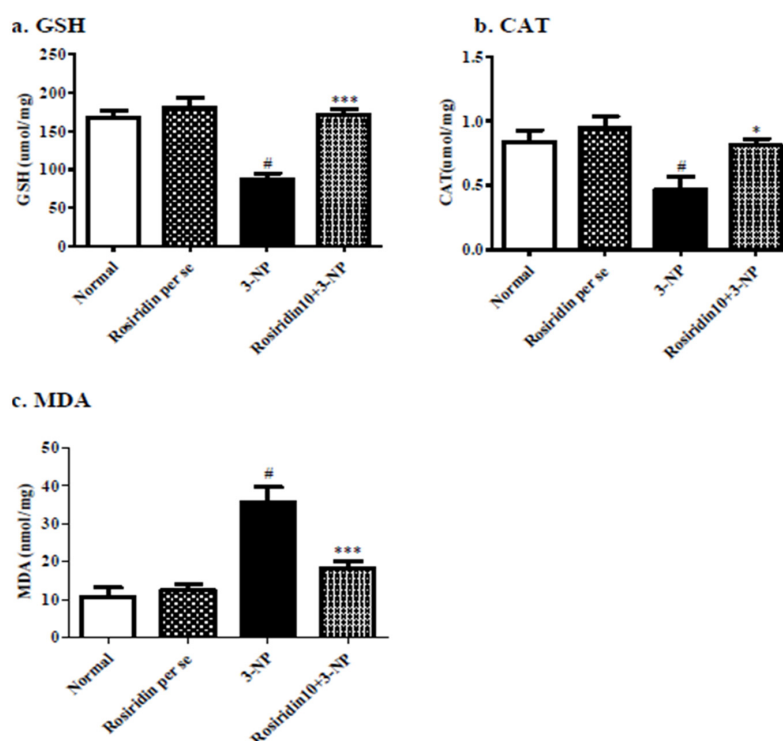 a. GSH
250
200
150
100
50
0
GSH (umol/mg)
#
***
Normal
Rosiridin per se
3-NP
Rosiridin10+3-NP
b. CAT
1.5
1.0
0.5
0.0
CAT(umol/mg)
#
*
Normal
Rosiridin per se
3-NP
Rosiridin10+3-NP
c. MDA
50
40
30
20
10
0
MDA (nmol/mg)
#
***
Normal
Rosiridin per se
3-NP
Rosiridin10+3-NP